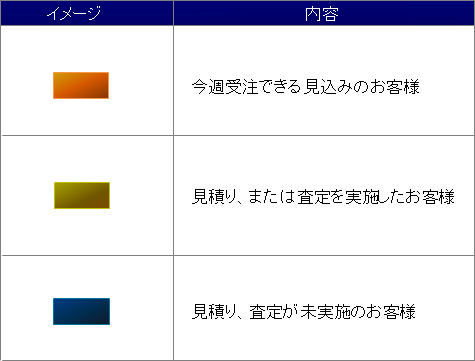 イメージ 内容
今週受注できる見込みのお客様
見積り、または査定を実施したお客様
見積り、査定が未実施のお客様